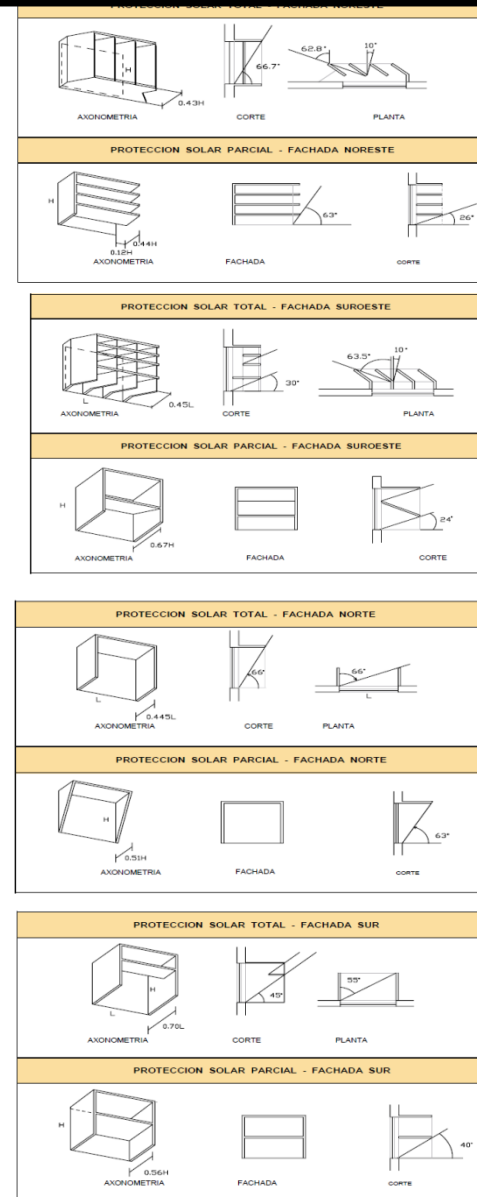 PROTECCION SOLAR TOTAL - FACHADA NORESTE
H
0.43H
66.7°
62.8°
10°
AXONOMETRIA
CORTE
PLANTA
PROTECCION SOLAR PARCIAL - FACHADA NORESTE
H
0.44H
0.12H
63°
26°
AXONOMETRIA
FACHADA
CORTE
PROTECCION SOLAR TOTAL - FACHADA SUROESTE
L
0.45L
30°
63.5°
10°
AXONOMETRIA
CORTE
PLANTA
PROTECCION SOLAR PARCIAL - FACHADA SUROESTE
H
0.67H
24°
AXONOMETRIA
FACHADA
CORTE
PROTECCION SOLAR TOTAL - FACHADA NORTE
L
0.445L
66°
66°
L
AXONOMETRIA
CORTE
PLANTA
PROTECCION SOLAR PARCIAL - FACHADA NORTE
H
0.51H
63°
AXONOMETRIA
FACHADA
CORTE
PROTECCION SOLAR TOTAL - FACHADA SUR
H
L
0.70L
45°
55°
AXONOMETRIA
CORTE
PLANTA
PROTECCION SOLAR PARCIAL - FACHADA SUR
H
0.56H
40°
AXONOMETRIA
FACHADA
CORTE